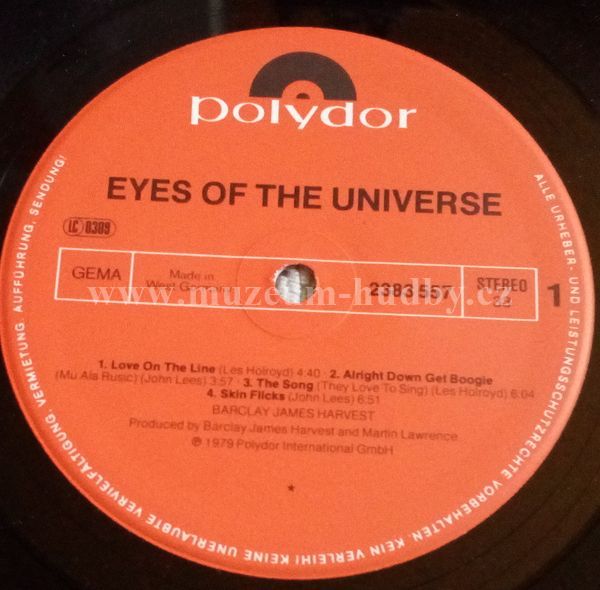 polydor
EYES OF THE UNIVERSE
LC 0309
GEMA
Made in
West Germany
2383 557
STEREO
33
1
www.muzeum-hudby.cz
1. Love On The Line (Les Holroyd) 4:40 · 2. Alright Down Get Boogie
(Mu Ala Rusic) (John Lees) 3:57 · 3. The Song (They Love To Sing) (Les Holroyd) 6:04
4. Skin Flicks (John Lees) 6:51
BARCLAY JAMES HARVEST
Produced by Barclay James Harvest and Martin Lawrence
℗ 1979 Polydor International GmbH
ALLE URHEBER- UND LEISTUNGSSCHUTZRECHTE VORBEHALTEN. KEIN VERLEIH! KEINE UNERLAUBTE VERVIELFÄLTIGUNG, VERMIETUNG, AUFFÜHRUNG, SENDUNG!